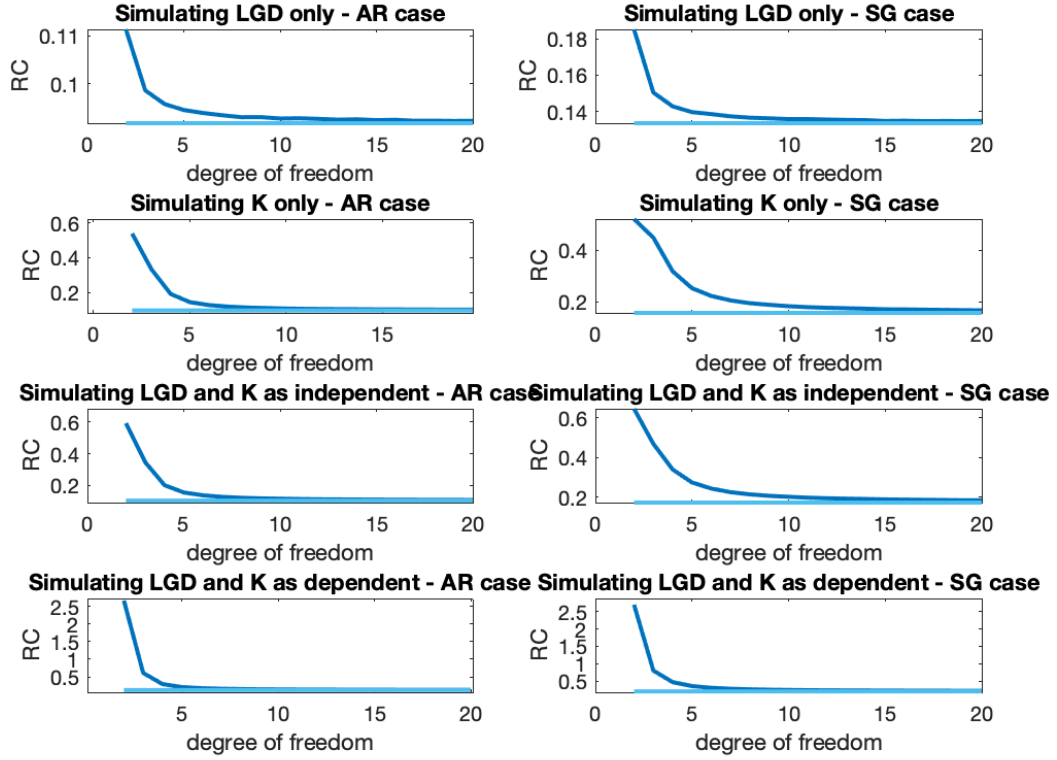 Simulating LGD only - AR case
0.11
0.1
RC
0
5
10
15
20
degree of freedom
Simulating LGD only - SG case
0.18
0.16
0.14
RC
0
5
10
15
20
degree of freedom
Simulating K only - AR case
0.6
0.4
0.2
RC
0
5
10
15
degree of freedom
Simulating K only - SG case
0.4
0.2
RC
0
5
10
15
20
degree of freedom
Simulating LGD and K as independent - AR case
0.6
0.4
0.2
RC
0
5
10
15
20
degree of freedom
Simulating LGD and K as independent - SG case
0.6
0.4
0.2
RC
0
5
10
15
20
degree of freedom
Simulating LGD and K as dependent - AR case
2.5
2
1.5
1
0.5
RC
5
10
15
20
degree of freedom
Simulating LGD and K as dependent - SG case
2.5
2
1.5
1
0.5
RC
0
5
10
15
20
degree of freedom